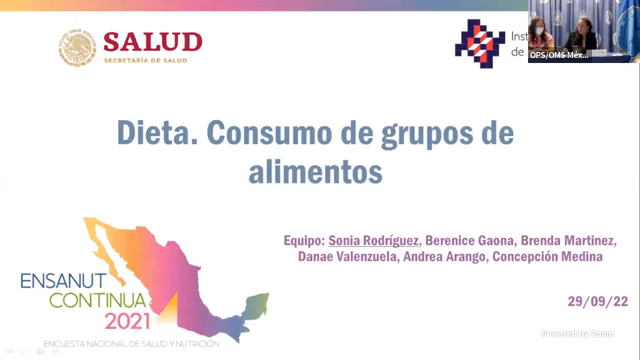 SALUD
SECRETARÍA DE SALUD
Inst
de
OPS/OMS Méx...
Dieta. Consumo de grupos de
alimentos
Equipo: Sonia Rodríguez, Berenice Gaona, Brenda Martinez,
Danae Valenzuela, Andrea Arango, Concepción Medina
ENSANUT
CONTINUA
2021
ENCUESTA NACIONAL DE SALUD Y NUTRICIÓN
29/09/22
Powered by Zoom